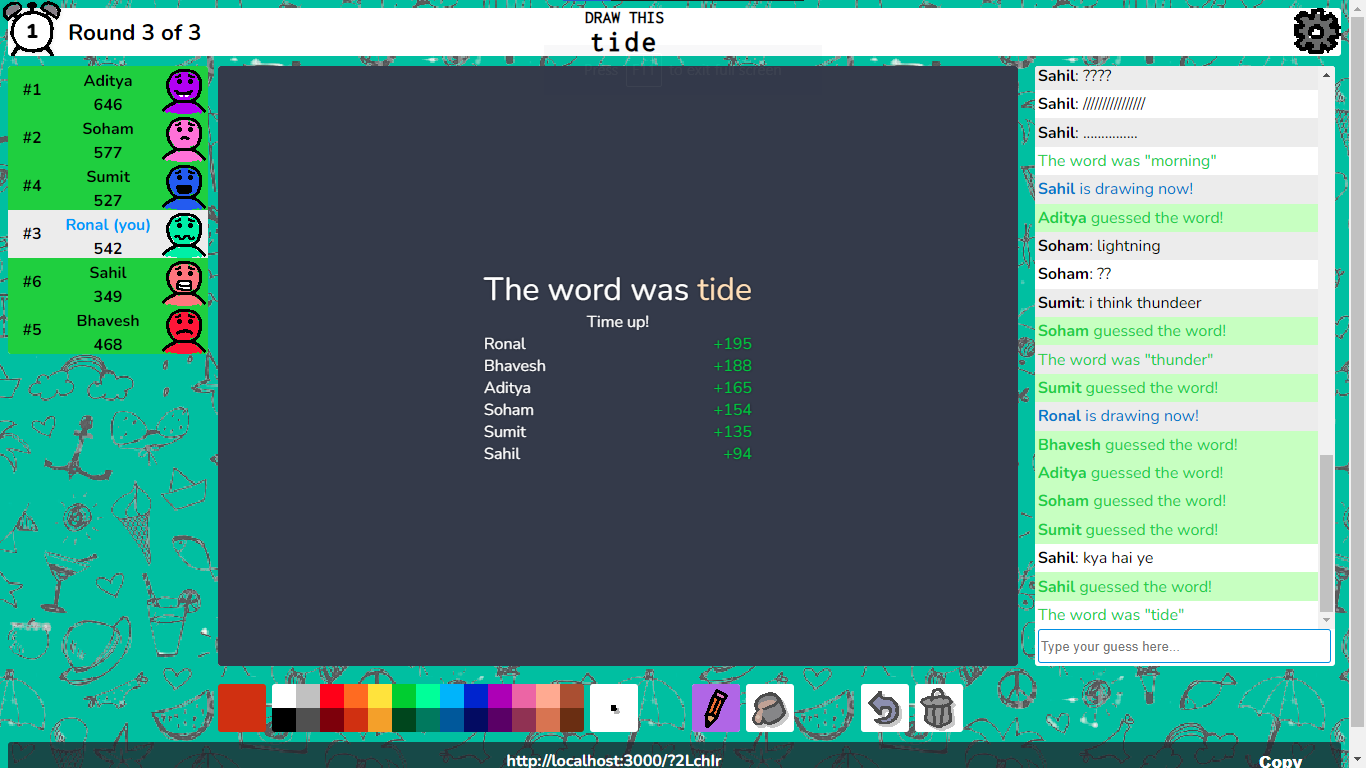 1
Round 3 of 3
DRAW THIS
tide
Press F11 to exit full screen
#1
Aditya
646
#2
Soham
577
#4
Sumit
527
#3
Ronal (you)
542
#6
Sahil
349
#5
Bhavesh
468
The word was tide
Time up!
Ronal +195
Bhavesh +188
Aditya +165
Soham +154
Sumit +135
Sahil +94
Sahil: ????
Sahil: ///////////////
Sahil: ...............
The word was "morning"
Sahil is drawing now!
Aditya guessed the word!
Soham: lightning
Soham: ??
Sumit: i think thundeer
Soham guessed the word!
The word was "thunder"
Sumit guessed the word!
Ronal is drawing now!
Bhavesh guessed the word!
Aditya guessed the word!
Soham guessed the word!
Sumit guessed the word!
Sahil: kya hai ye
Sahil guessed the word!
The word was "tide"
Type your guess here...
http://localhost:3000/?2LchIr
Copy